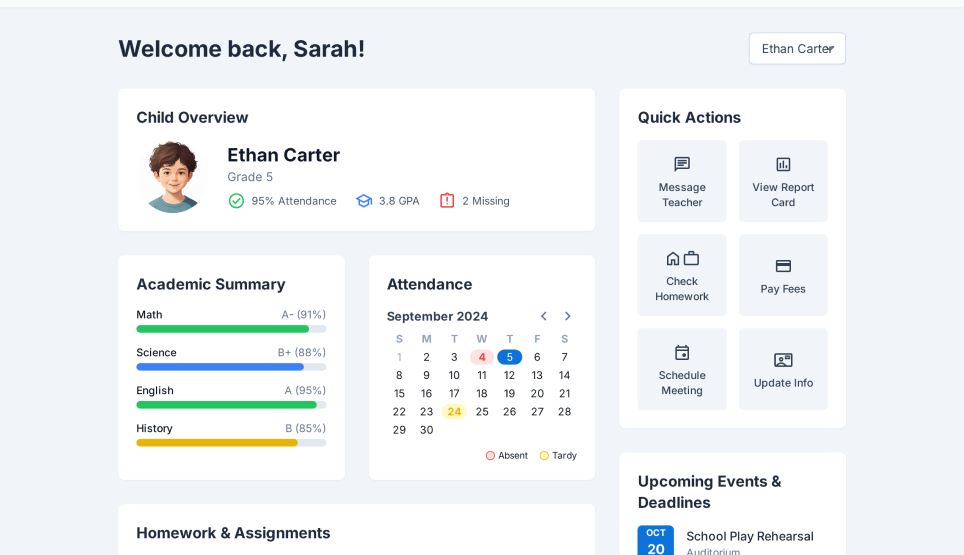 Welcome back, Sarah!
Ethan Carter
Child Overview
Ethan Carter
Grade 5
95% Attendance
3.8 GPA
2 Missing
Academic Summary
Math A- (91%)
Science B+ (88%)
English A (95%)
History B (85%)
Attendance
September 2024
S M T W T F S
1 2 3 4 5 6 7
8 9 10 11 12 13 14
15 16 17 18 19 20 21
22 23 24 25 26 27 28
29 30
Absent Tardy
Homework & Assignments
Quick Actions
Message
Teacher
View Report
Card
Check
Homework
Pay Fees
Schedule
Meeting
Update Info
Upcoming Events &
Deadlines
OCT
20
School Play Rehearsal
Auditorium